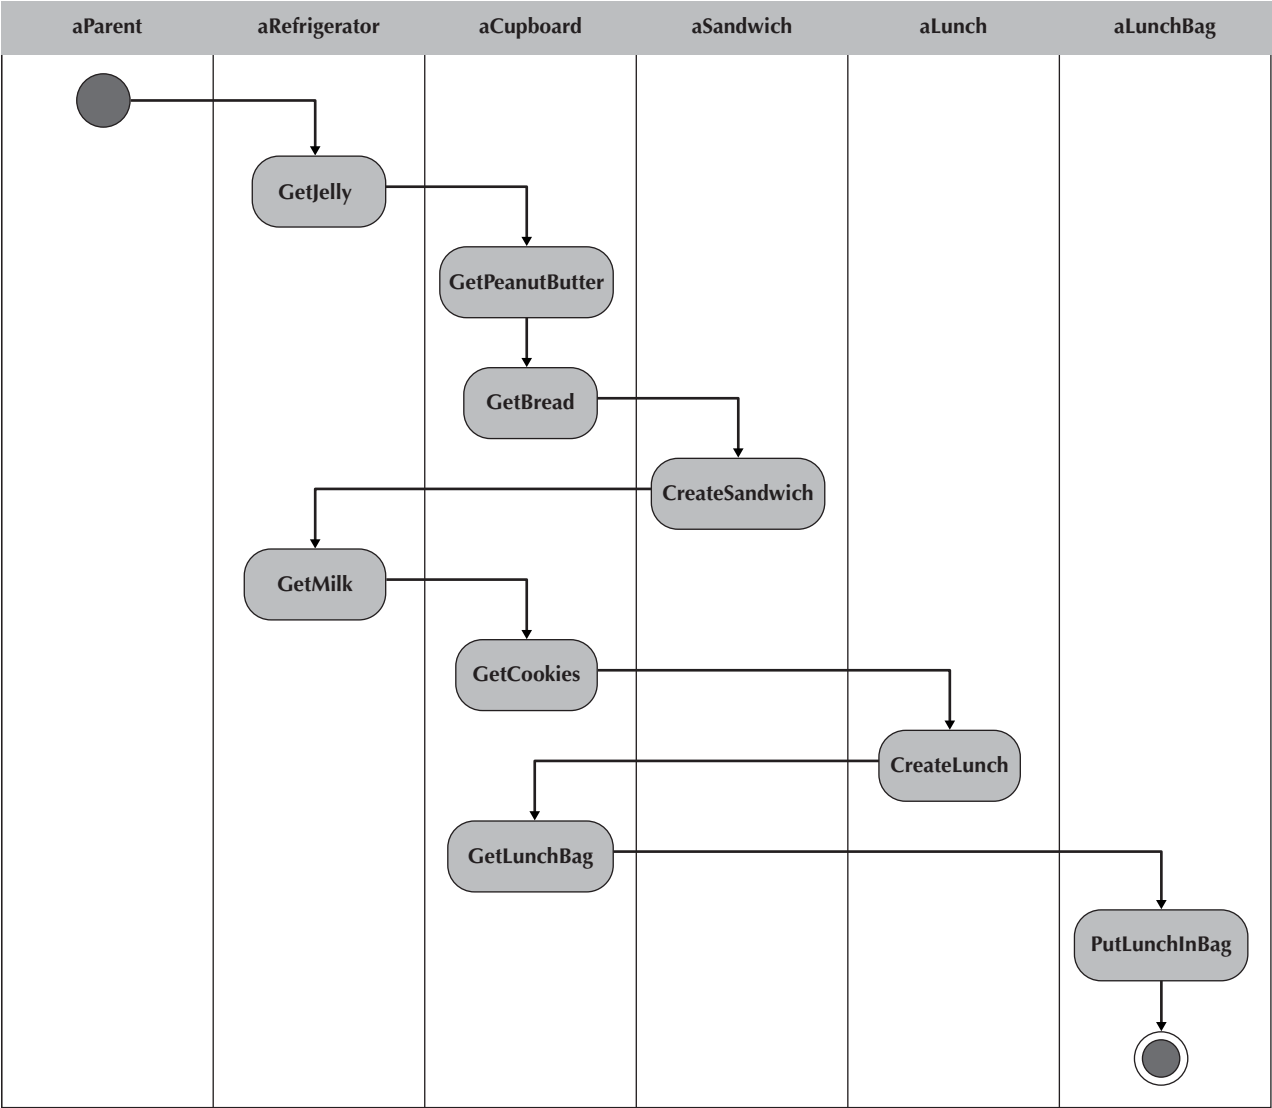 aParent aRefrigerator aCupboard aSandwich aLunch aLunchBag
GetJelly
GetPeanutButter
GetBread
CreateSandwich
GetMilk
GetCookies
CreateLunch
GetLunchBag
PutLunchInBag